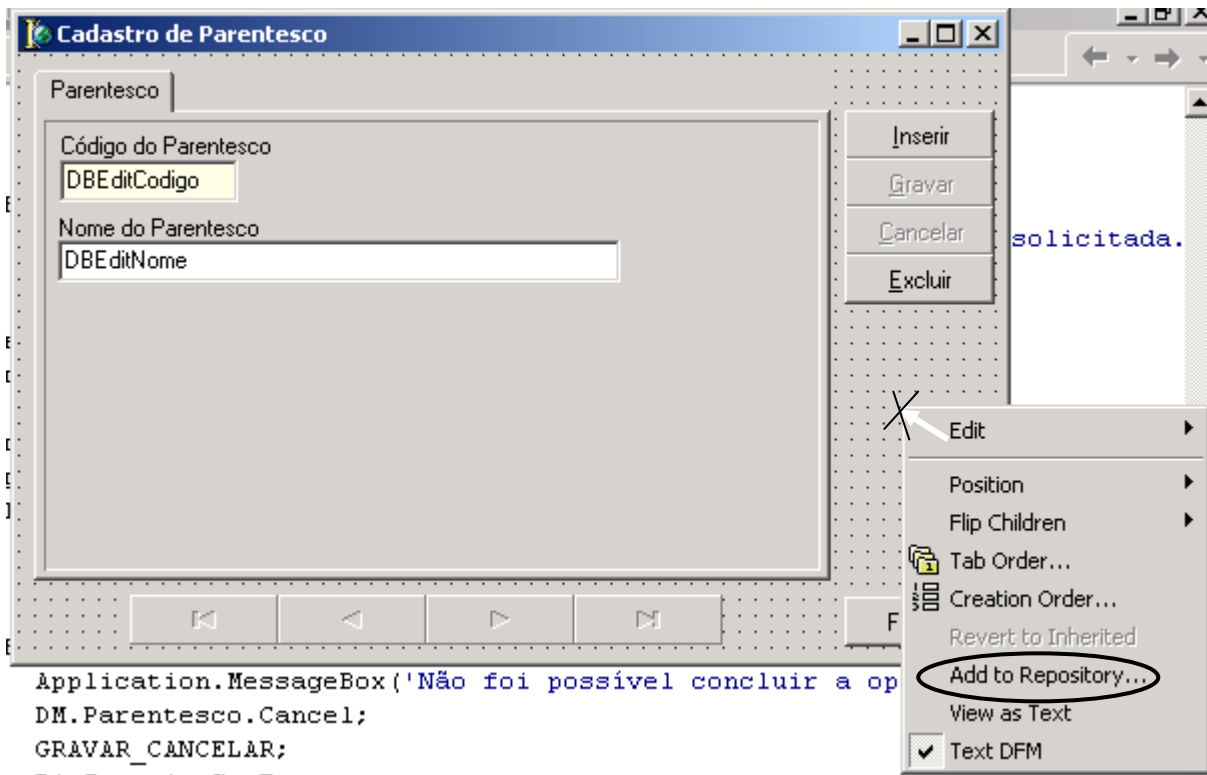 Cadastro de Parentesco
Parentesco
Código do Parentesco
DBEditCodigo
Nome do Parentesco
DBEditNome
Inserir
Gravar
Cancelar
Excluir
solicitada.
Edit
Position
Flip Children
Tab Order...
Creation Order...
Revert to Inherited
Add to Repository...
View as Text
Text DFM
F
Application.MessageBox('Não foi possível concluir a op
DM.Parentesco.Cancel;
GRAVAR_CANCELAR;